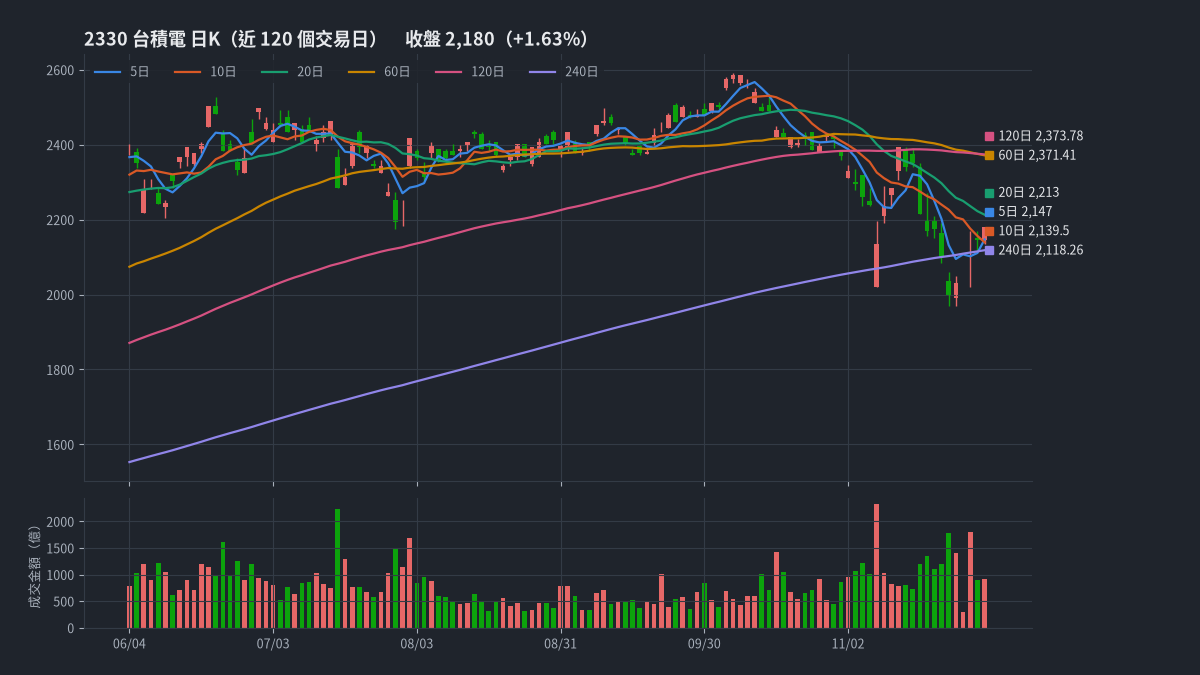 2330 台積電 日K（近 120 個交易日） 收盤 2,180（+1.63%）
5日 10日 20日 60日 120日 240日
2600
2400
2200
2000
1800
1600
120日 2,373.78
60日 2,371.41
20日 2,213
5日 2,147
10日 2,139.5
240日 2,118.26
成交金額（億）
2000
1500
1000
500
0
06/04 07/03 08/03 08/31 09/30 11/02